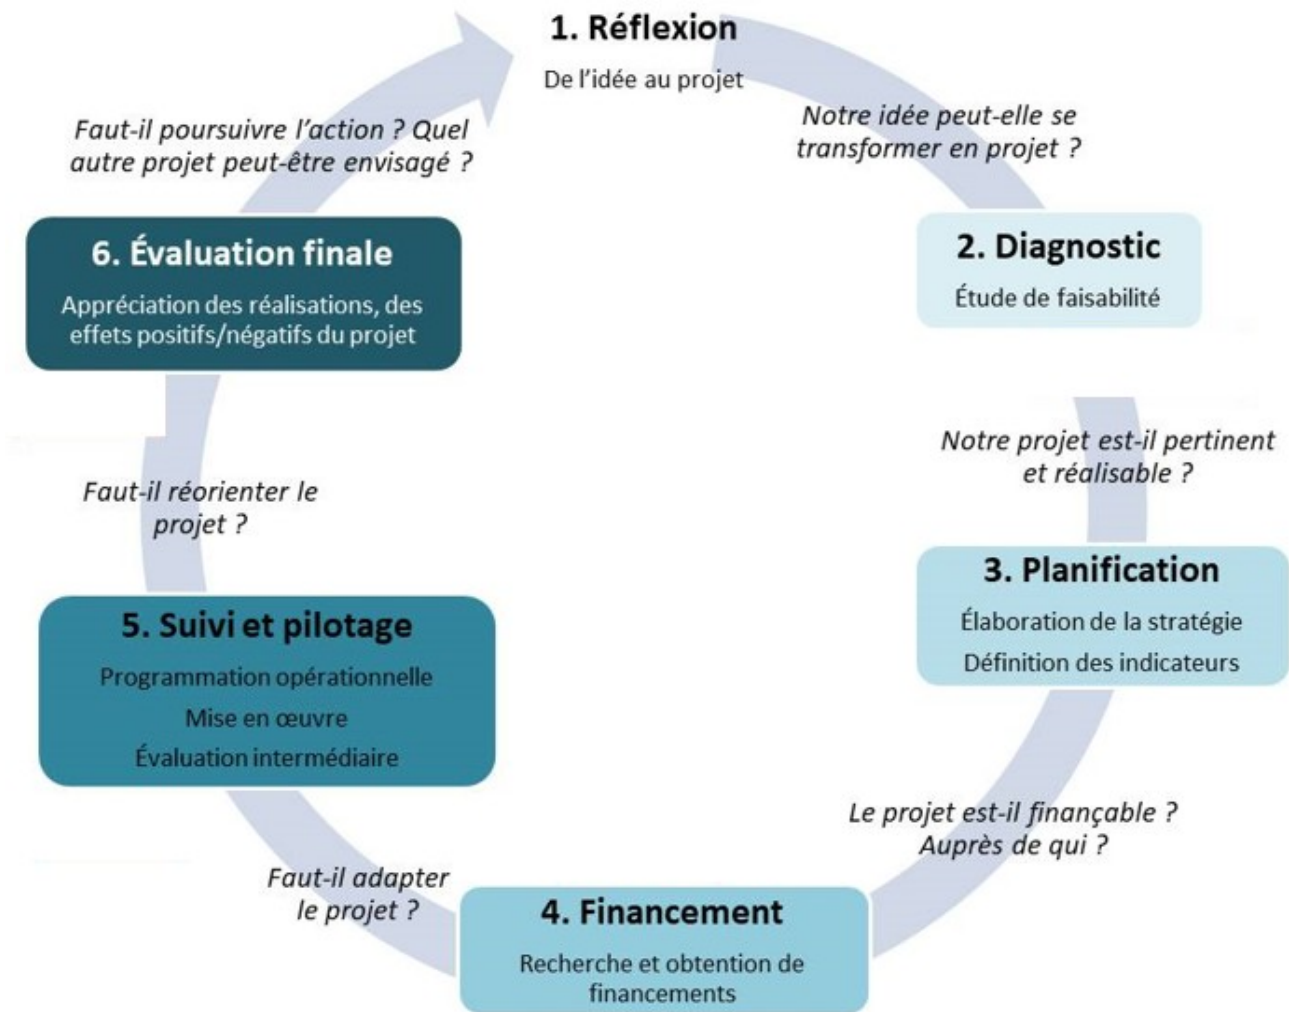 1. Réflexion
De l’idée au projet
Notre idée peut-elle se
transformer en projet ?
2. Diagnostic
Étude de faisabilité
Notre projet est-il pertinent
et réalisable ?
3. Planification
Élaboration de la stratégie
Définition des indicateurs
Le projet est-il finançable ?
Auprès de qui ?
4. Financement
Recherche et obtention de
financements
Faut-il adapter
le projet ?
5. Suivi et pilotage
Programmation opérationnelle
Mise en œuvre
Évaluation intermédiaire
Faut-il réorienter le
projet ?
6. Évaluation finale
Appréciation des réalisations, des
effets positifs/négatifs du projet
Faut-il poursuivre l’action ? Quel
autre projet peut-être envisagé ?